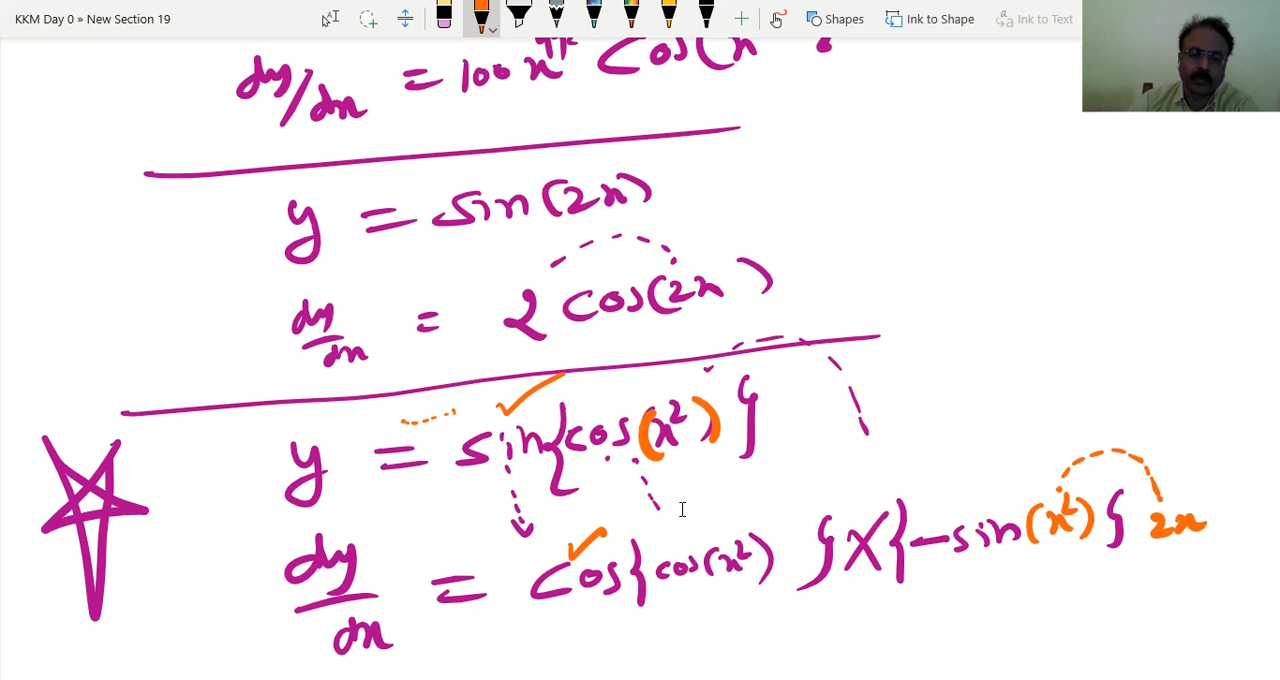 KKM Day 0 » New Section 19
Shapes Ink to Shape Ink to Text
dy/dx = 100x Cos(x
y = sin(2x)
dy/dx = 2 Cos(2x)
y = sin{cos(x²)}
dy/dx = Cos{cos(x²)}X{-sin(x²)} 2x